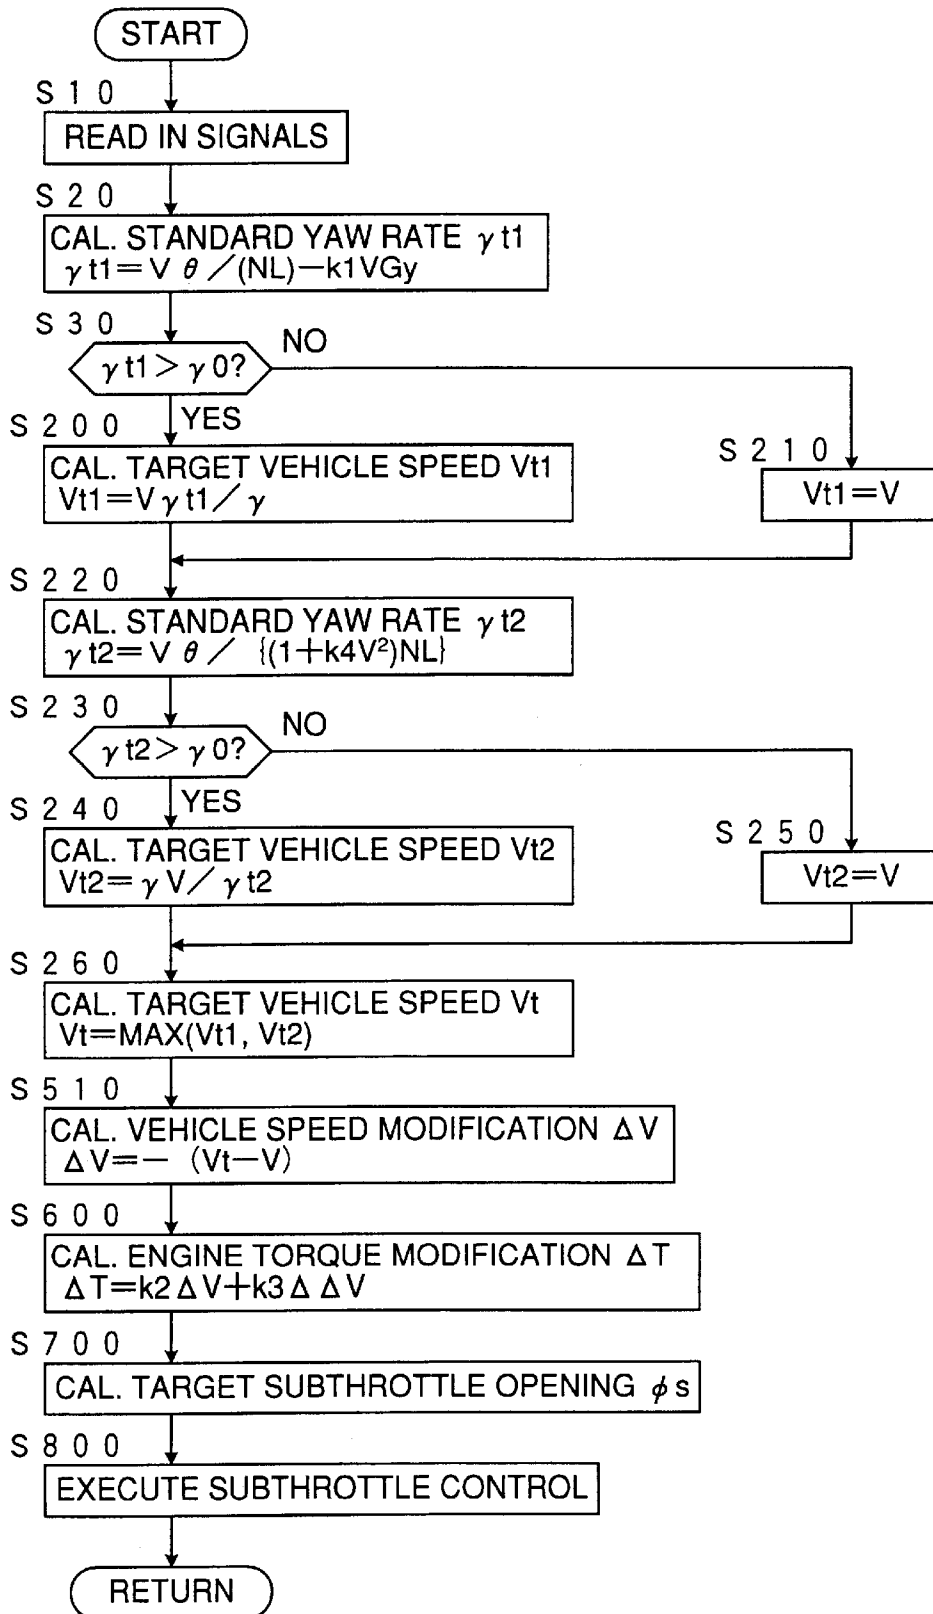 START
S10
READ IN SIGNALS
S20
CAL. STANDARD YAW RATE γt1
γt1=Vθ/(NL)−k1VGy
S30
γt1>γ0?
NO
YES
S200
CAL. TARGET VEHICLE SPEED Vt1
Vt1=Vγt1/γ
S210
Vt1=V
S220
CAL. STANDARD YAW RATE γt2
γt2=Vθ/{(1+k4V²)NL}
S230
γt2>γ0?
NO
YES
S240
CAL. TARGET VEHICLE SPEED Vt2
Vt2=γV/γt2
S250
Vt2=V
S260
CAL. TARGET VEHICLE SPEED Vt
Vt=MAX(Vt1, Vt2)
S510
CAL. VEHICLE SPEED MODIFICATION ΔV
ΔV=− (Vt−V)
S600
CAL. ENGINE TORQUE MODIFICATION ΔT
ΔT=k2ΔV+k3ΔΔV
S700
CAL. TARGET SUBTHROTTLE OPENING φs
S800
EXECUTE SUBTHROTTLE CONTROL
RETURN